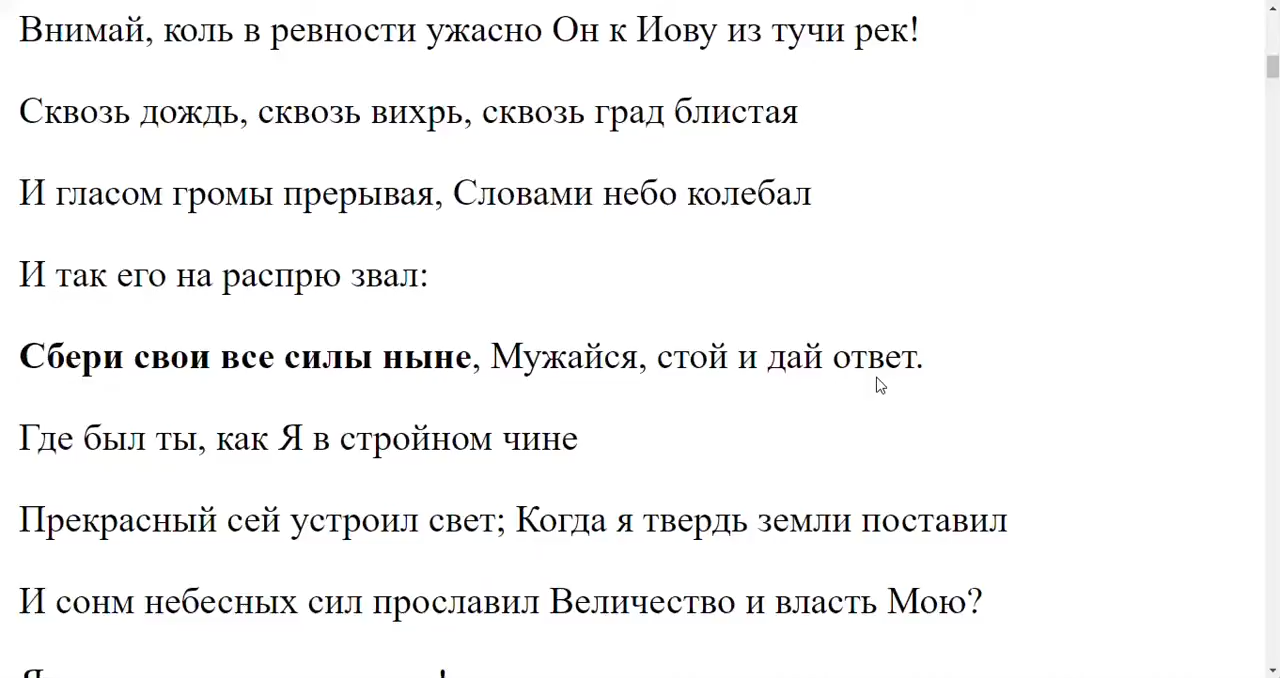 Внимай, коль в ревности ужасно Он к Иову из тучи рек!
Сквозь дождь, сквозь вихрь, сквозь град блистая
И гласом громы прерывая, Словами небо колебал
И так его на распрю звал:
Сбери свои все силы ныне, Мужайся, стой и дай ответ.
Где был ты, как Я в стройном чине
Прекрасный сей устроил свет; Когда я твердь земли поставил
И сонм небесных сил прославил Величество и власть Мою?